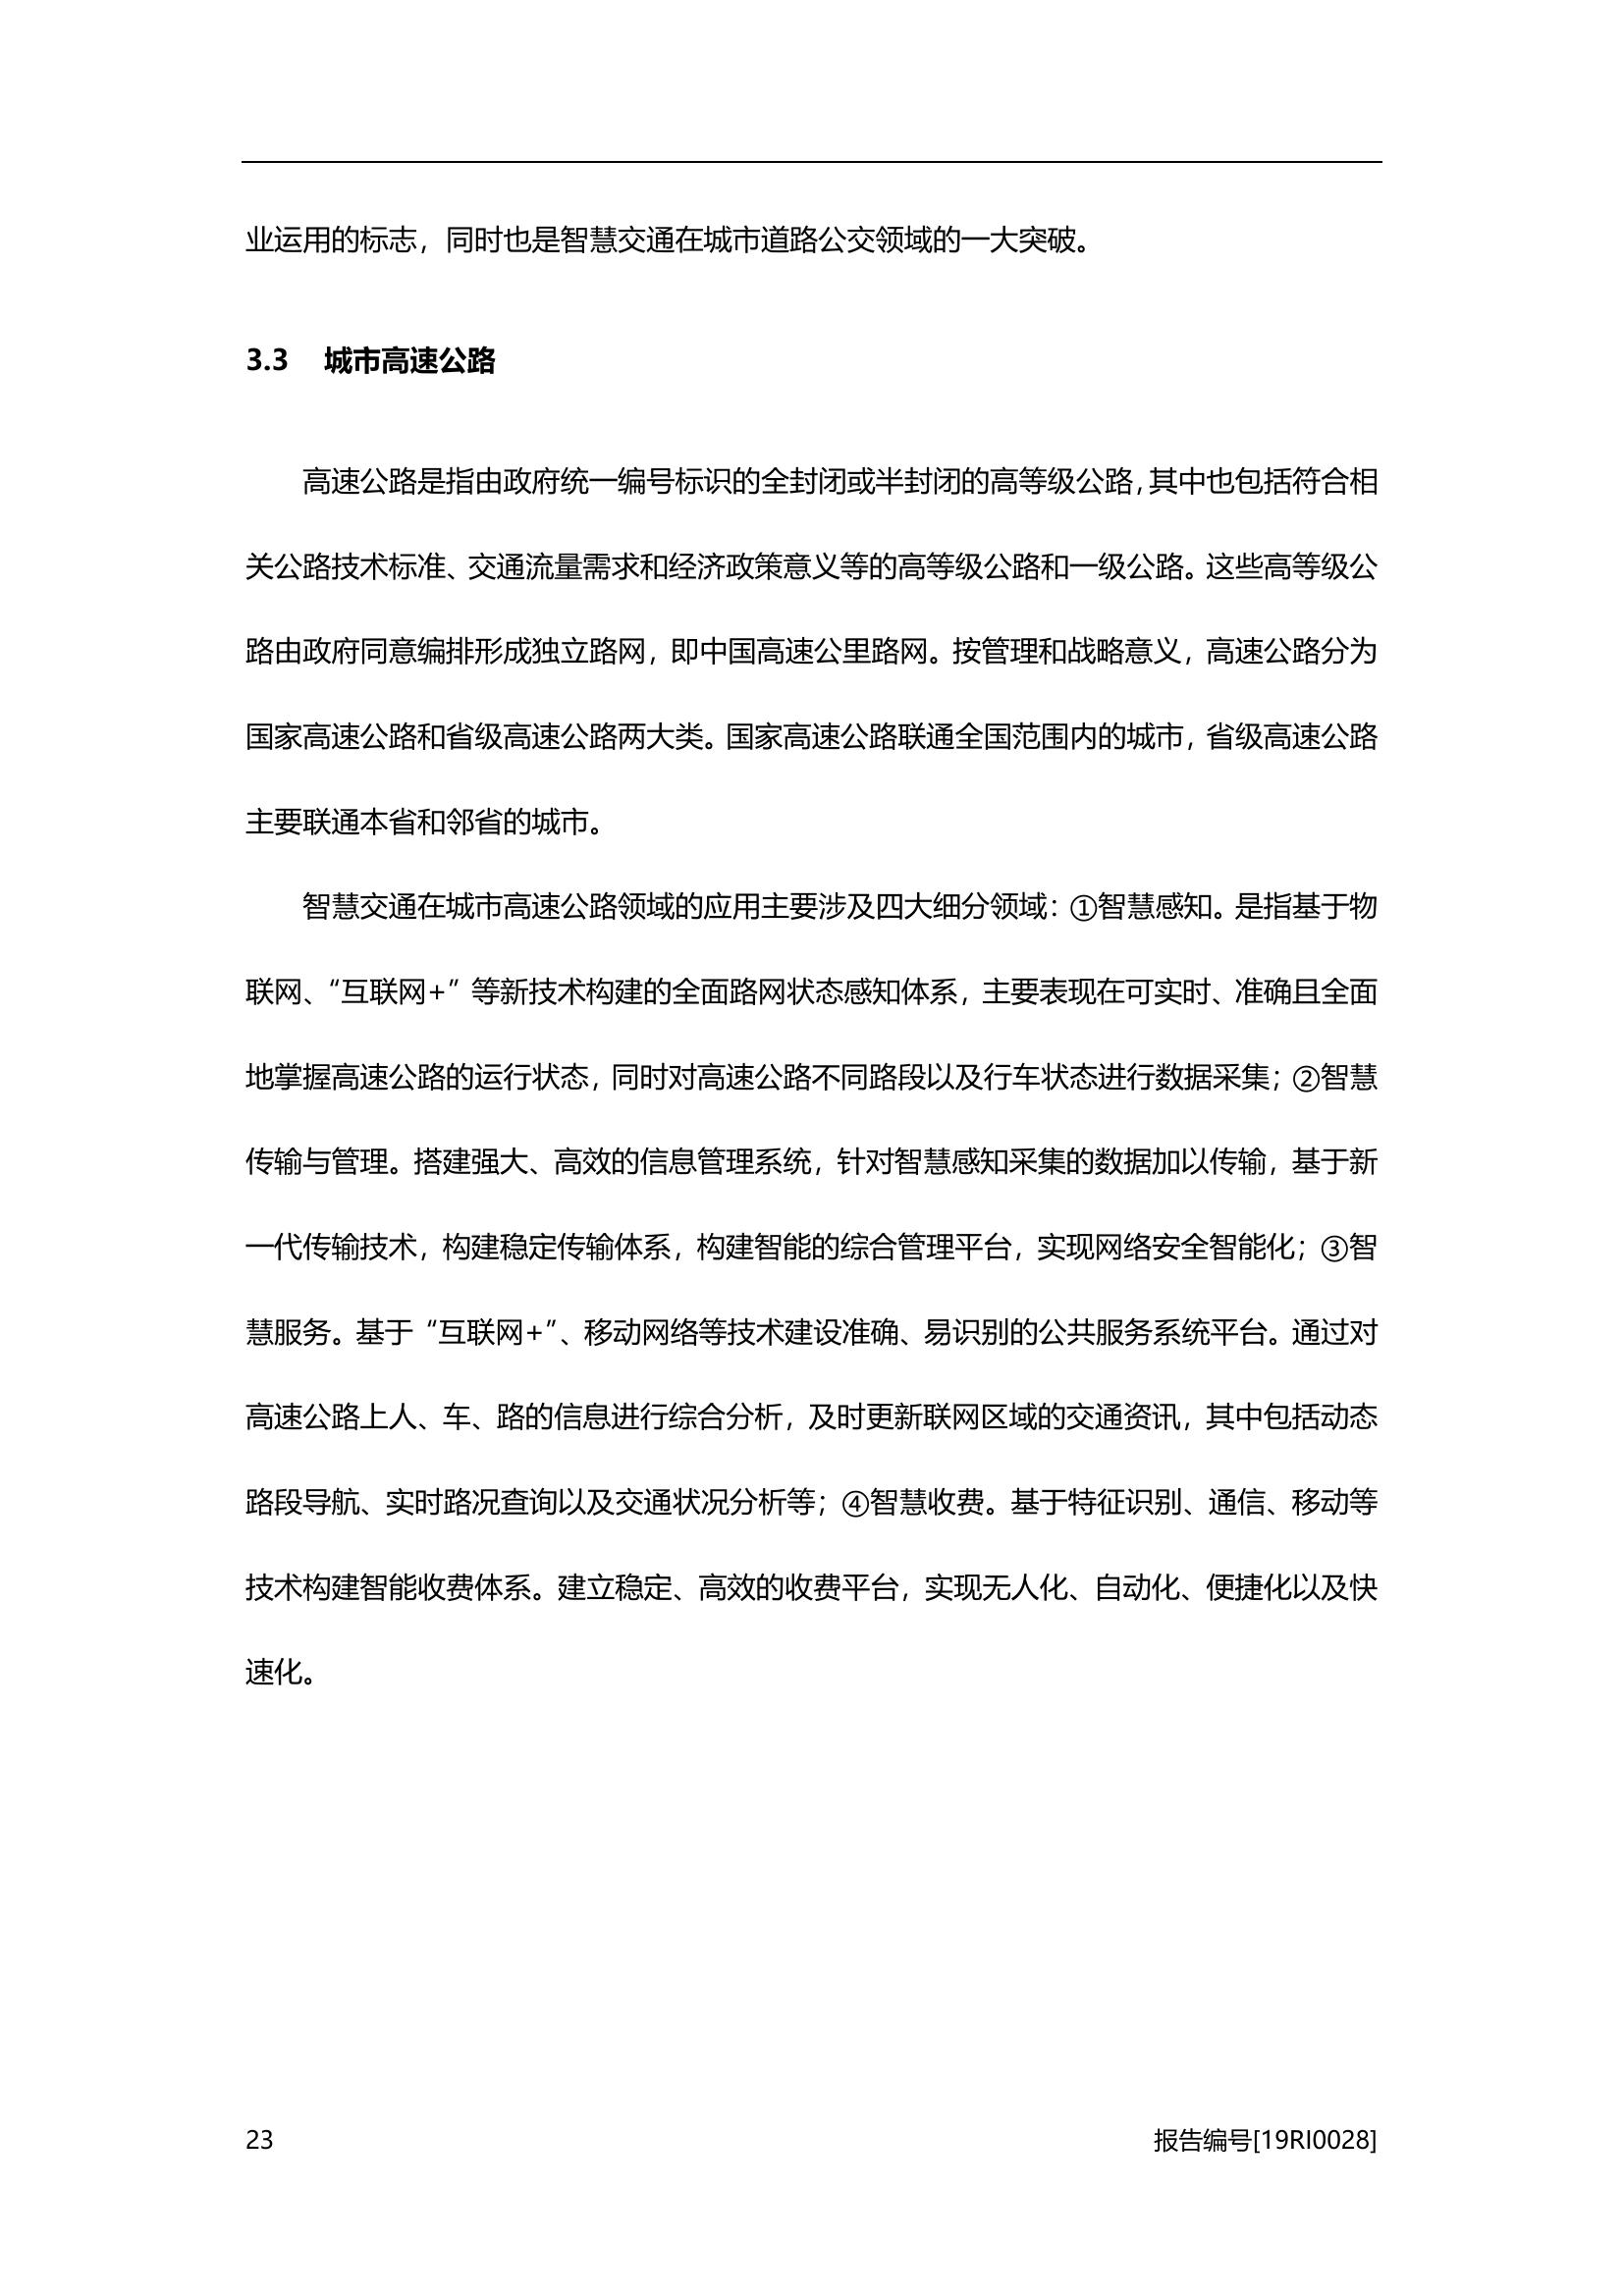 业运用的标志，同时也是智慧交通在城市道路公交领域的一大突破。
3.3 城市高速公路
高速公路是指由政府统一编号标识的全封闭或半封闭的高等级公路，其中也包括符合相
关公路技术标准、交通流量需求和经济政策意义等的高等级公路和一级公路。这些高等级公
路由政府同意编排形成独立路网，即中国高速公里路网。按管理和战略意义，高速公路分为
国家高速公路和省级高速公路两大类。国家高速公路联通全国范围内的城市，省级高速公路
主要联通本省和邻省的城市。
智慧交通在城市高速公路领域的应用主要涉及四大细分领域：①智慧感知。是指基于物
联网、“互联网+”等新技术构建的全面路网状态感知体系，主要表现在可实时、准确且全面
地掌握高速公路的运行状态，同时对高速公路不同路段以及行车状态进行数据采集；②智慧
传输与管理。搭建强大、高效的信息管理系统，针对智慧感知采集的数据加以传输，基于新
一代传输技术，构建稳定传输体系，构建智能的综合管理平台，实现网络安全智能化；③智
慧服务。基于“互联网+”、移动网络等技术建设准确、易识别的公共服务系统平台。通过对
高速公路上人、车、路的信息进行综合分析，及时更新联网区域的交通资讯，其中包括动态
路段导航、实时路况查询以及交通状况分析等；④智慧收费。基于特征识别、通信、移动等
技术构建智能收费体系。建立稳定、高效的收费平台，实现无人化、自动化、便捷化以及快
速化。
23 报告编号[19RI0028]